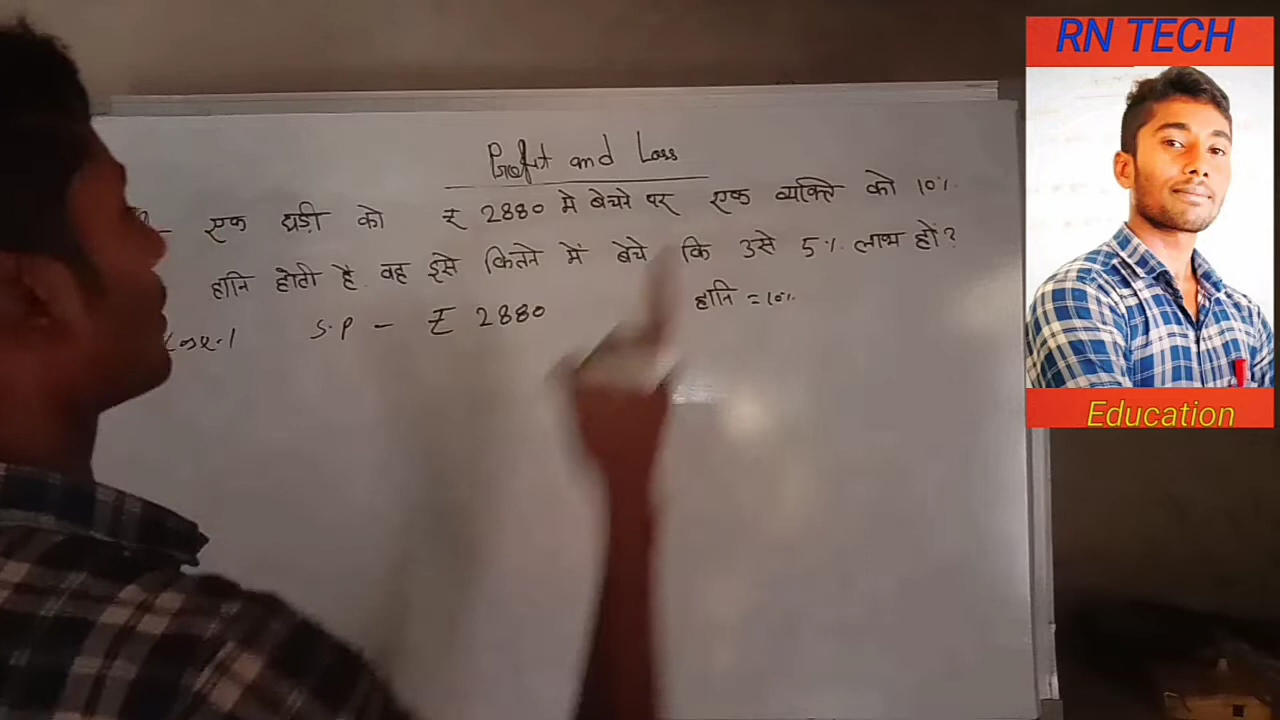 Profit and Loss
एक घड़ी को ₹ 2880 में बेचने पर एक व्यक्ति को 10%
हानि होती है. वह इसे कितने में बेचे कि उसे 5% लाभ हों?
S.P - ₹ 2880 हानि = 10%
RN TECH
Education